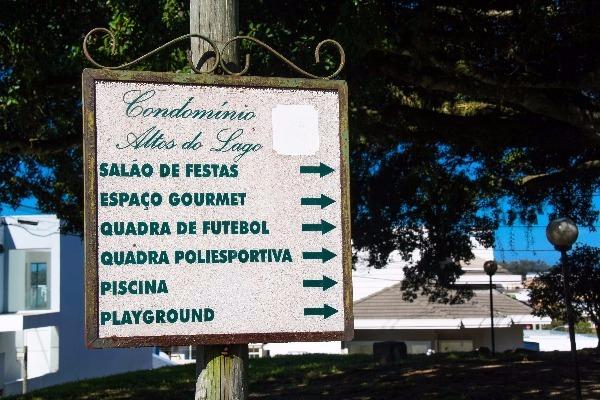 Condomínio
Altos do Lago
SALÃO DE FESTAS
ESPAÇO GOURMET
QUADRA DE FUTEBOL
QUADRA POLIESPORTIVA
PISCINA
PLAYGROUND